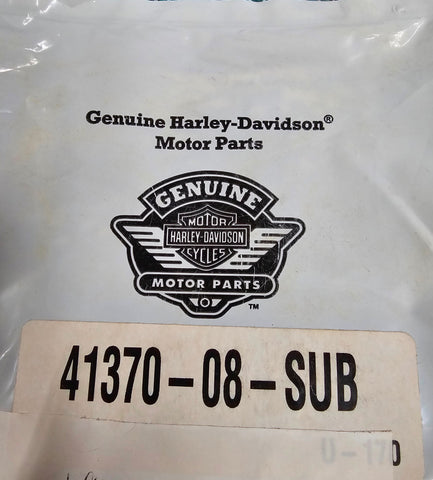 Genuine Harley-Davidson®
Motor Parts
GENUINE
MOTOR
HARLEY-DAVIDSON
CYCLES
MOTOR PARTS
TM
41370-08-SUB